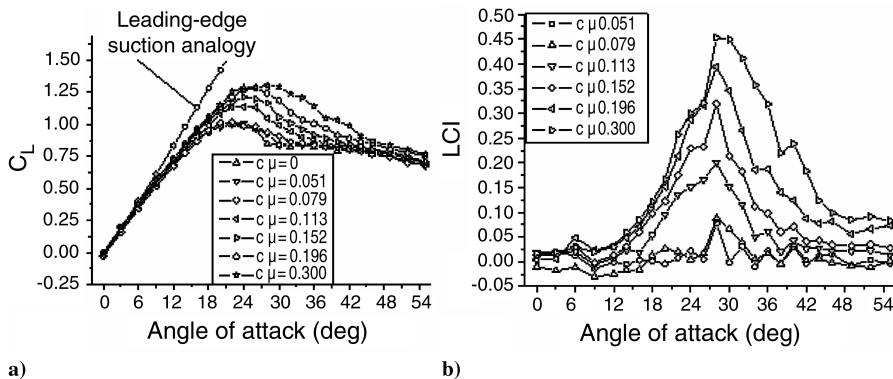 Leading-edge
suction analogy
1.50
1.25
1.00
0.75
0.50
0.25
0.00
-0.25
C_L
c μ= 0
c μ= 0.051
c μ= 0.079
c μ= 0.113
c μ= 0.152
c μ= 0.196
c μ= 0.300
0 6 12 18 24 30 36 42 48 54
Angle of attack (deg)
a)
0.50
0.45
0.40
0.35
0.30
0.25
0.20
0.15
0.10
0.05
0.00
-0.05
LCI
c μ0.051
c μ0.079
c μ0.113
c μ0.152
c μ0.196
c μ0.300
0 6 12 18 24 30 36 42 48 54
Angle of attack (deg)
b)